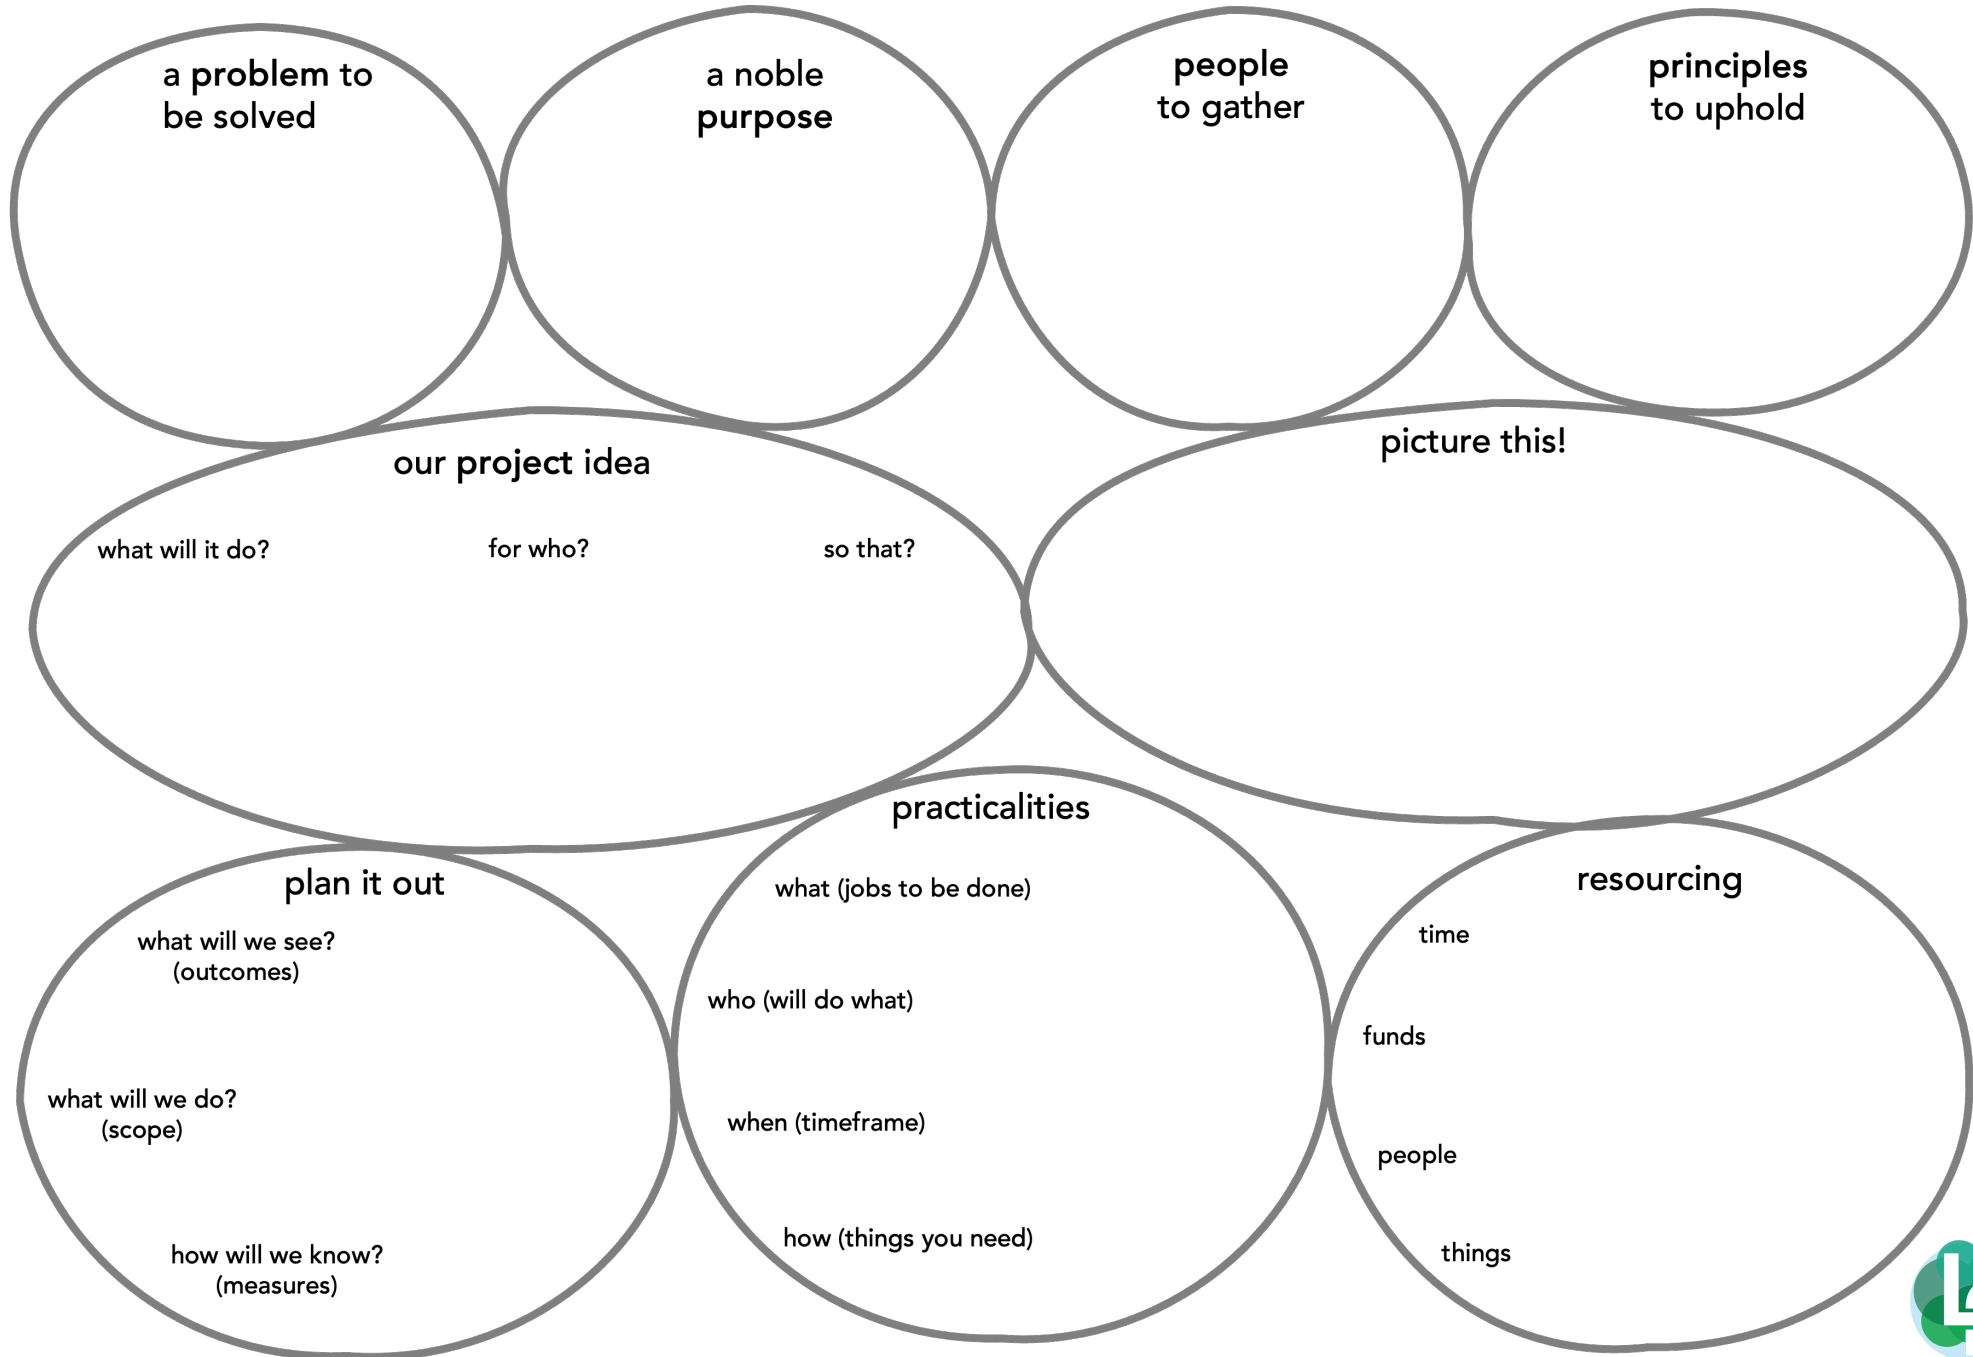 a problem to
be solved
a noble
purpose
people
to gather
principles
to uphold
our project idea
what will it do?
for who?
so that?
picture this!
plan it out
what will we see?
(outcomes)
what will we do?
(scope)
how will we know?
(measures)
practicalities
what (jobs to be done)
who (will do what)
when (timeframe)
how (things you need)
resourcing
time
funds
people
things